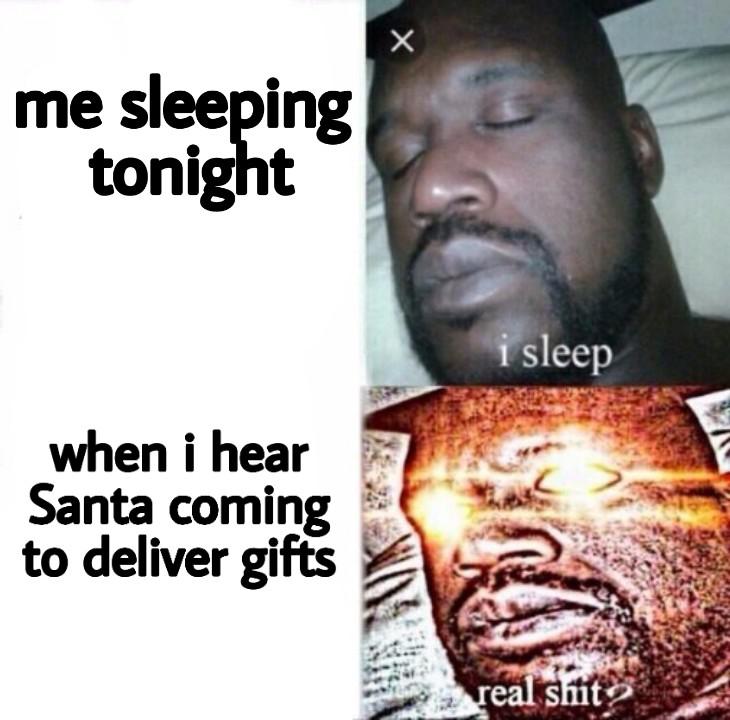 me sleeping
tonight
i sleep
when i hear
Santa coming
to deliver gifts
real shit?